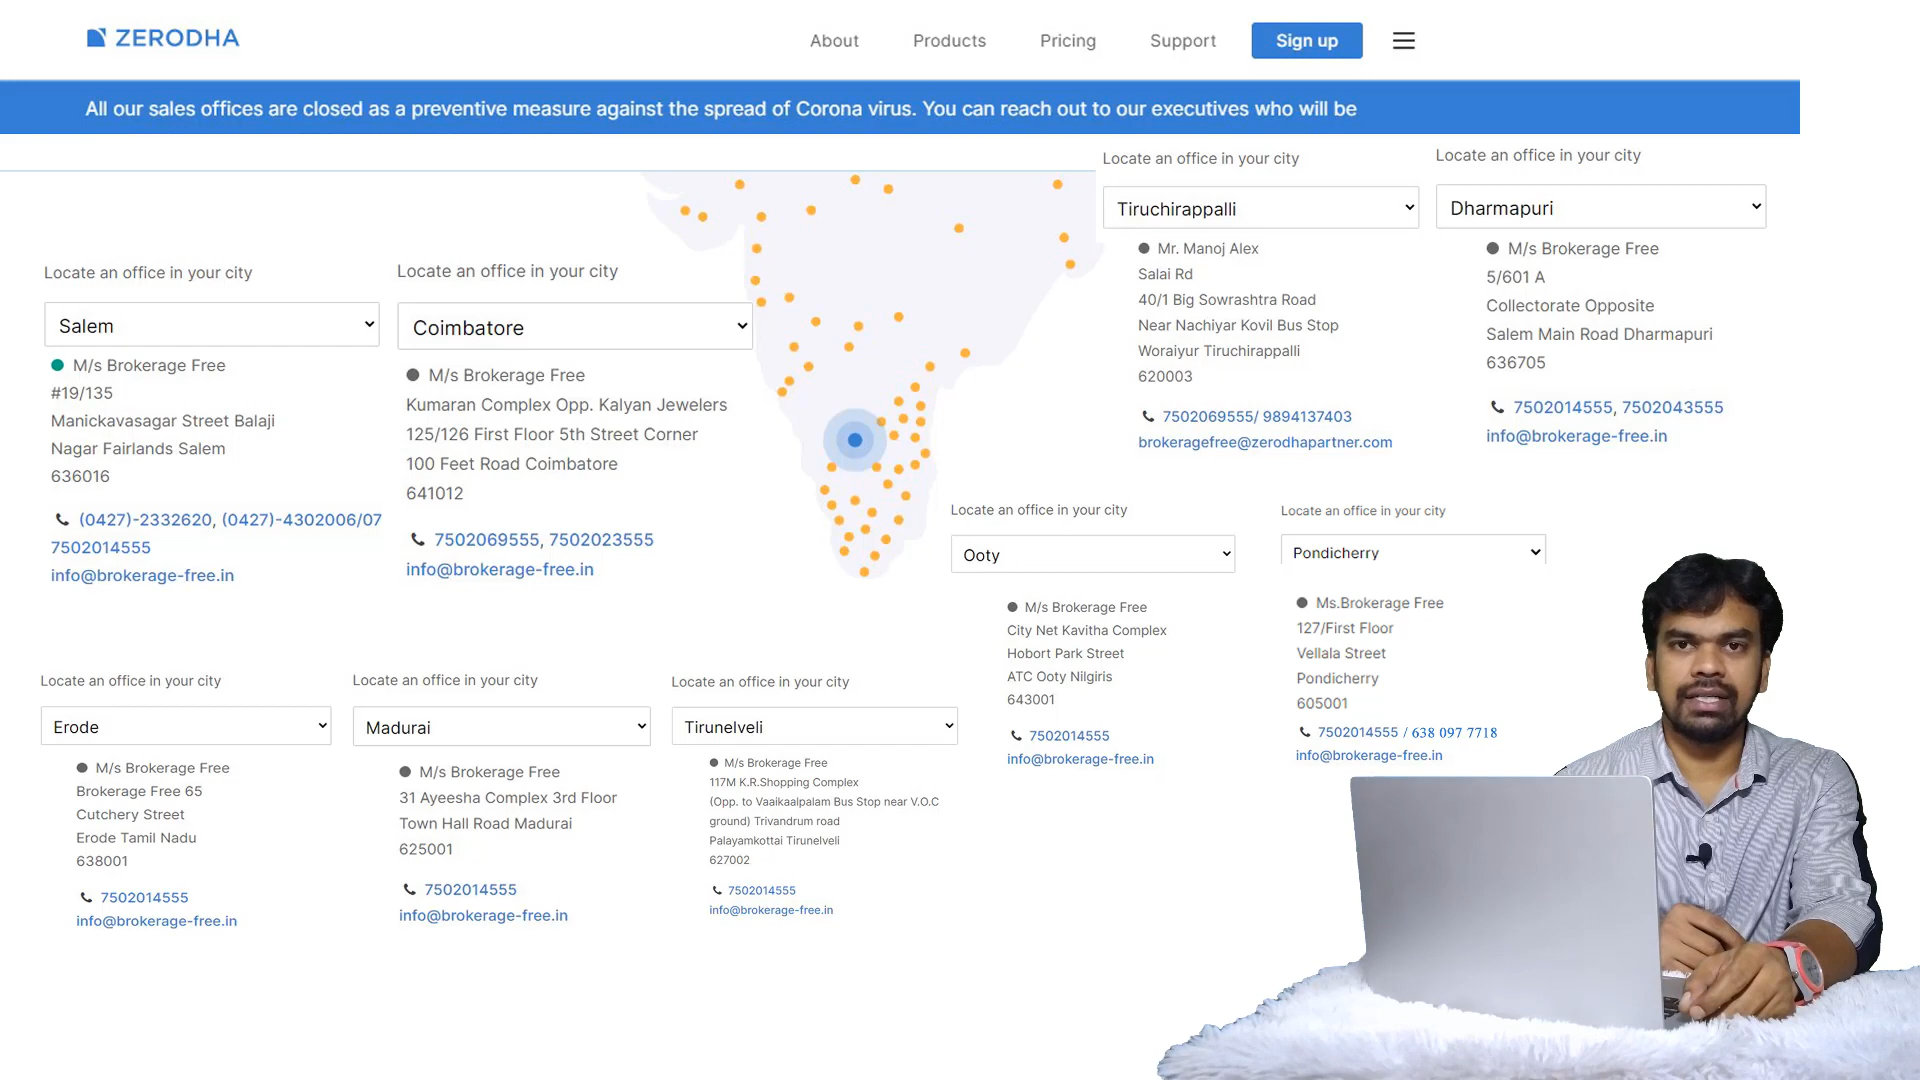 ZERODHA
About
Products
Pricing
Support
Sign up
All our sales offices are closed as a preventive measure against the spread of Corona virus. You can reach out to our executives who will be
Locate an office in your city
Tiruchirappalli
Mr. Manoj Alex
Salai Rd
40/1 Big Sowrashtra Road
Near Nachiyar Kovil Bus Stop
Woraiyur Tiruchirappalli
620003
7502069555/ 9894137403
brokeragefree@zerodhapartner.com
Locate an office in your city
Dharmapuri
M/s Brokerage Free
5/601 A
Collectorate Opposite
Salem Main Road Dharmapuri
636705
7502014555, 7502043555
info@brokerage-free.in
Locate an office in your city
Salem
M/s Brokerage Free
#19/135
Manickavasagar Street Balaji
Nagar Fairlands Salem
636016
(0427)-2332620, (0427)-4302006/07
7502014555
info@brokerage-free.in
Locate an office in your city
Coimbatore
M/s Brokerage Free
Kumaran Complex Opp. Kalyan Jewelers
125/126 First Floor 5th Street Corner
100 Feet Road Coimbatore
641012
7502069555, 7502023555
info@brokerage-free.in
Locate an office in your city
Ooty
M/s Brokerage Free
City Net Kavitha Complex
Hobort Park Street
ATC Ooty Nilgiris
643001
7502014555
info@brokerage-free.in
Locate an office in your city
Pondicherry
Ms.Brokerage Free
127/First Floor
Vellala Street
Pondicherry
605001
7502014555 / 638 097 7718
info@brokerage-free.in
Locate an office in your city
Erode
M/s Brokerage Free
Brokerage Free 65
Cutchery Street
Erode Tamil Nadu
638001
7502014555
info@brokerage-free.in
Locate an office in your city
Madurai
M/s Brokerage Free
31 Ayeesha Complex 3rd Floor
Town Hall Road Madurai
625001
7502014555
info@brokerage-free.in
Locate an office in your city
Tirunelveli
M/s Brokerage Free
117M K.R.Shopping Complex
(Opp. to Vaaikaalpalam Bus Stop near V.O.C
ground) Trivandrum road
Palayamkottai Tirunelveli
627002
7502014555
info@brokerage-free.in